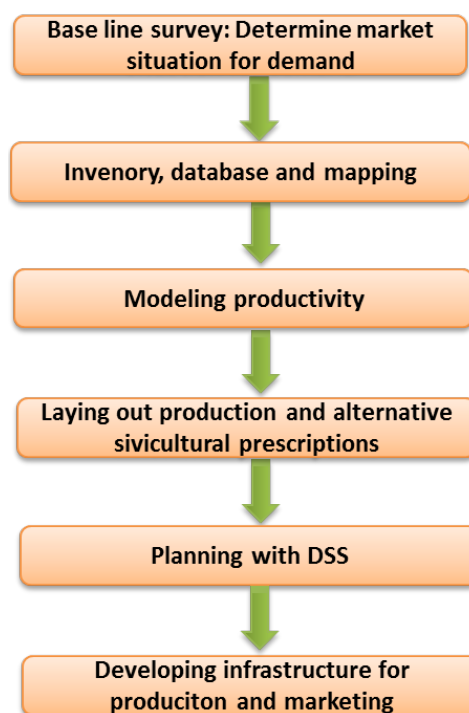 Base line survey: Determine market
situation for demand
Invenory, database and mapping
Modeling productivity
Laying out production and alternative
sivicultural prescriptions
Planning with DSS
Developing infrastructure for
produciton and marketing